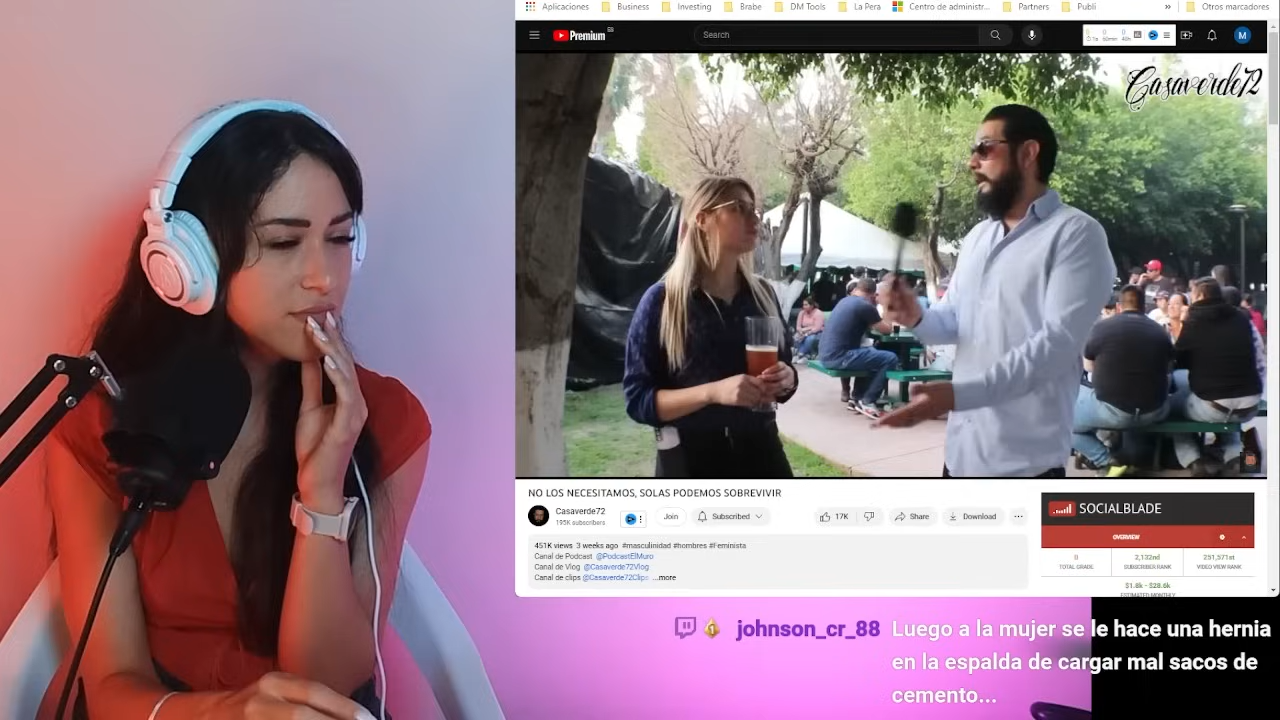 Aplicaciones Business Investing Brabe DM Tools La Pera Centro de administr... Partners Publi » Otros marcadores
Premium Search M
Casaverde72
NO LOS NECESITAMOS, SOLAS PODEMOS SOBREVIVIR
Casaverde72
195K subscribers
Join Subscribed 17K Share Download ...
451K views 3 weeks ago #masculinidad #hombres #Feminista
Canal de Podcast @PodcastElMuro
Canal de Vlog @Casaverde72Vlog
Canal de clips @Casaverde72Clips ...more
SOCIALBLADE
OVERVIEW
2,132nd 251,571st
TOTAL GRADE SUBSCRIBER RANK VIDEO VIEW RANK
$1.8k - $28.6k
ESTIMATED MONTHLY
johnson_cr_88 Luego a la mujer se le hace una hernia
en la espalda de cargar mal sacos de
cemento...